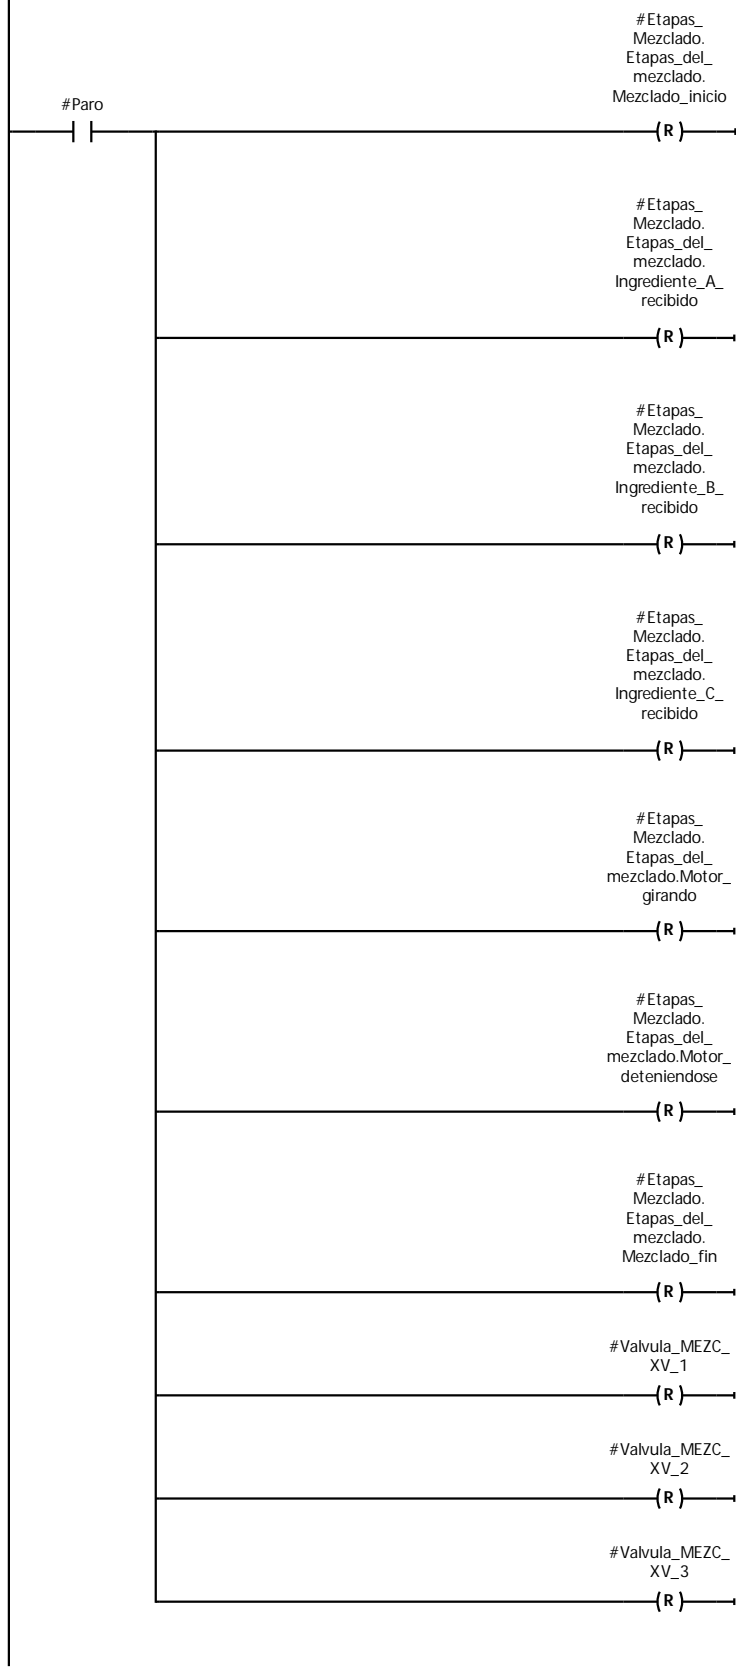 #Etapas_
Mezclado.
Etapas_del_
mezclado.
Mezclado_inicio
#Paro
( R )
#Etapas_
Mezclado.
Etapas_del_
mezclado.
Ingrediente_A_
recibido
( R )
#Etapas_
Mezclado.
Etapas_del_
mezclado.
Ingrediente_B_
recibido
( R )
#Etapas_
Mezclado.
Etapas_del_
mezclado.
Ingrediente_C_
recibido
( R )
#Etapas_
Mezclado.
Etapas_del_
mezclado.Motor_
girando
( R )
#Etapas_
Mezclado.
Etapas_del_
mezclado.Motor_
deteniendose
( R )
#Etapas_
Mezclado.
Etapas_del_
mezclado.
Mezclado_fin
( R )
#Valvula_MEZC_
XV_1
( R )
#Valvula_MEZC_
XV_2
( R )
#Valvula_MEZC_
XV_3
( R )